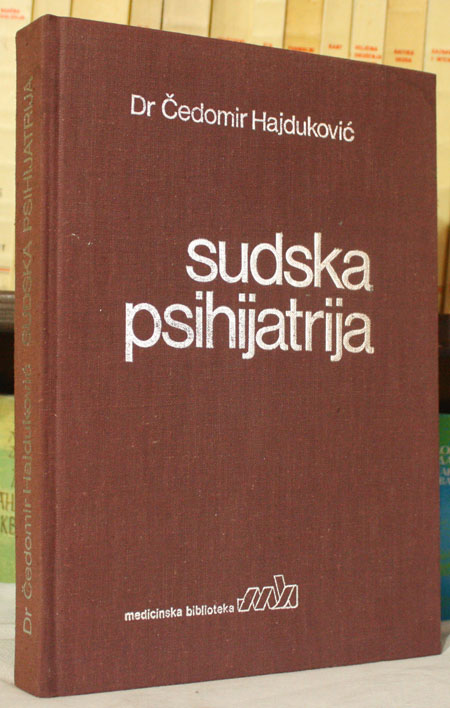 Dr Čedomir Hajduković
sudska
psihijatrija
medicinska biblioteka
Dr Čedomir Hajduković SUDSKA PSIHIJATRIJA